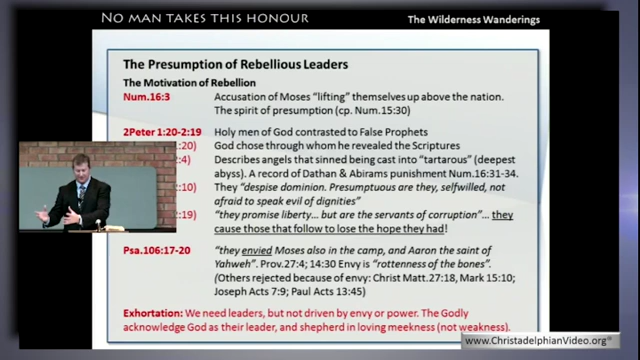 NO MAN TAKES THIS HONOUR
The Wilderness Wanderings
The Presumption of Rebellious Leaders
The Motivation of Rebellion
Num.16:3 Accusation of Moses “lifting” themselves up above the nation.
The spirit of presumption (cp. Num.15:30)
2Peter 1:20-2:19 Holy men of God contrasted to False Prophets
:20) God chose through whom he revealed the Scriptures
2:4) Describes angels that sinned being cast into “tartarous” (deepest
abyss). A record of Dathan & Abirams punishment Num.16:31-34.
:10) They “despise dominion. Presumptuous are they, selfwilled, not
afraid to speak evil of dignities”
:19) “they promise liberty... but are the servants of corruption”... they
cause those that follow to lose the hope they had!
Psa.106:17-20 “they envied Moses also in the camp, and Aaron the saint of
Yahweh”. Prov.27:4; 14:30 Envy is “rottenness of the bones”.
(Others rejected because of envy: Christ Matt.27:18, Mark 15:10;
Joseph Acts 7:9; Paul Acts 13:45)
Exhortation: We need leaders, but not driven by envy or power. The Godly
acknowledge God as their leader, and shepherd in loving meekness (not weakness).
www.ChristadelphianVideo.org